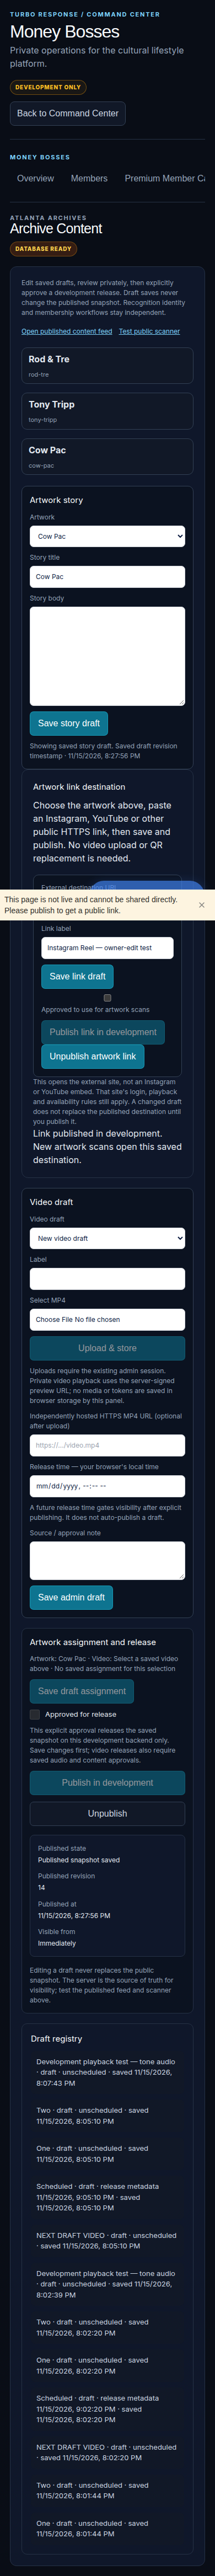 TURBO RESPONSE / COMMAND CENTER
Money Bosses
Private operations for the cultural lifestyle
platform.
DEVELOPMENT ONLY
Back to Command Center
MONEY BOSSES
Overview Members Premium Member Ca
ATLANTA ARCHIVES
Archive Content
DATABASE READY
Edit saved drafts, review privately, then explicitly
approve a development release. Draft saves never
change the published snapshot. Recognition identity
and membership workflows stay independent.
Open published content feed Test public scanner
Rod & Tre
rod-tre
Tony Tripp
tony-tripp
Cow Pac
cow-pac
Artwork story
Artwork
Cow Pac
Story title
Cow Pac
Story body
Save story draft
Showing saved story draft. Saved draft revision
timestamp · 11/15/2026, 8:27:56 PM
Artwork link destination
Choose the artwork above, paste
an Instagram, YouTube or other
public HTTPS link, then save and
publish. No video upload or QR
replacement is needed.
External destination URL
This page is not live and cannot be shared directly.
Please publish to get a public link.
Link label
Instagram Reel — owner-edit test
Save link draft
Approved to use for artwork scans
Publish link in development
Unpublish artwork link
This opens the external site, not an Instagram
or YouTube embed. That site's login, playback
and availability rules still apply. A changed draft
does not replace the published destination until
you publish it.
Link published in development.
New artwork scans open this saved
destination.
Video draft
Video draft
New video draft
Label
Select MP4
Choose File No file chosen
Upload & store
Uploads require the existing admin session.
Private video playback uses the server-signed
preview URL; no media or tokens are saved in
browser storage by this panel.
Independently hosted HTTPS MP4 URL (optional
after upload)
https://.../video.mp4
Release time — your browser's local time
mm/dd/yyyy, --:-- --
A future release time gates visibility after explicit
publishing. It does not auto-publish a draft.
Source / approval note
Save admin draft
Artwork assignment and release
Artwork: Cow Pac · Video: Select a saved video
above · No saved assignment for this selection
Save draft assignment
Approved for release
This explicit approval releases the saved
snapshot on this development backend only.
Save changes first; video releases also require
saved audio and content approvals.
Publish in development
Unpublish
Published state
Published snapshot saved
Published revision
14
Published at
11/15/2026, 8:27:56 PM
Visible from
Immediately
Editing a draft never replaces the public
snapshot. The server is the source of truth for
visibility; test the published feed and scanner
above.
Draft registry
Development playback test — tone audio
· draft · unscheduled · saved 11/15/2026,
8:07:43 PM
Two · draft · unscheduled · saved
11/15/2026, 8:05:10 PM
One · draft · unscheduled · saved
11/15/2026, 8:05:10 PM
Scheduled · draft · release metadata
11/15/2026, 9:05:10 PM · saved
11/15/2026, 8:05:10 PM
NEXT DRAFT VIDEO · draft · unscheduled
· saved 11/15/2026, 8:05:10 PM
Development playback test — tone audio
· draft · unscheduled · saved 11/15/2026,
8:02:39 PM
Two · draft · unscheduled · saved
11/15/2026, 8:02:20 PM
One · draft · unscheduled · saved
11/15/2026, 8:02:20 PM
Scheduled · draft · release metadata
11/15/2026, 9:02:20 PM · saved
11/15/2026, 8:02:20 PM
NEXT DRAFT VIDEO · draft · unscheduled
· saved 11/15/2026, 8:02:20 PM
Two · draft · unscheduled · saved
11/15/2026, 8:01:44 PM
One · draft · unscheduled · saved
11/15/2026, 8:01:44 PM